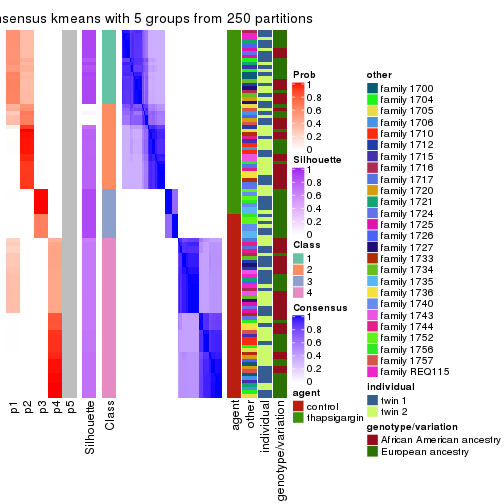 nsensus kmeans with 5 groups from 250 partitions
Prob
1
0.8
0.6
0.4
0.2
0
Silhouette
1
0.8
0.6
0.4
0.2
0
Class
1
2
3
4
Consensus
1
0.8
0.6
0.4
0.2
0
agent
control
thapsigargin
other
family 1700
family 1704
family 1705
family 1706
family 1710
family 1712
family 1715
family 1716
family 1717
family 1720
family 1721
family 1724
family 1725
family 1726
family 1727
family 1733
family 1734
family 1735
family 1736
family 1740
family 1743
family 1744
family 1752
family 1756
family 1757
family REQ115
individual
twin 1
twin 2
genotype/variation
African American ancestry
European ancestry
p1
p2
p3
p4
p5
Silhouette
Class
agent
other
individual
genotype/variation